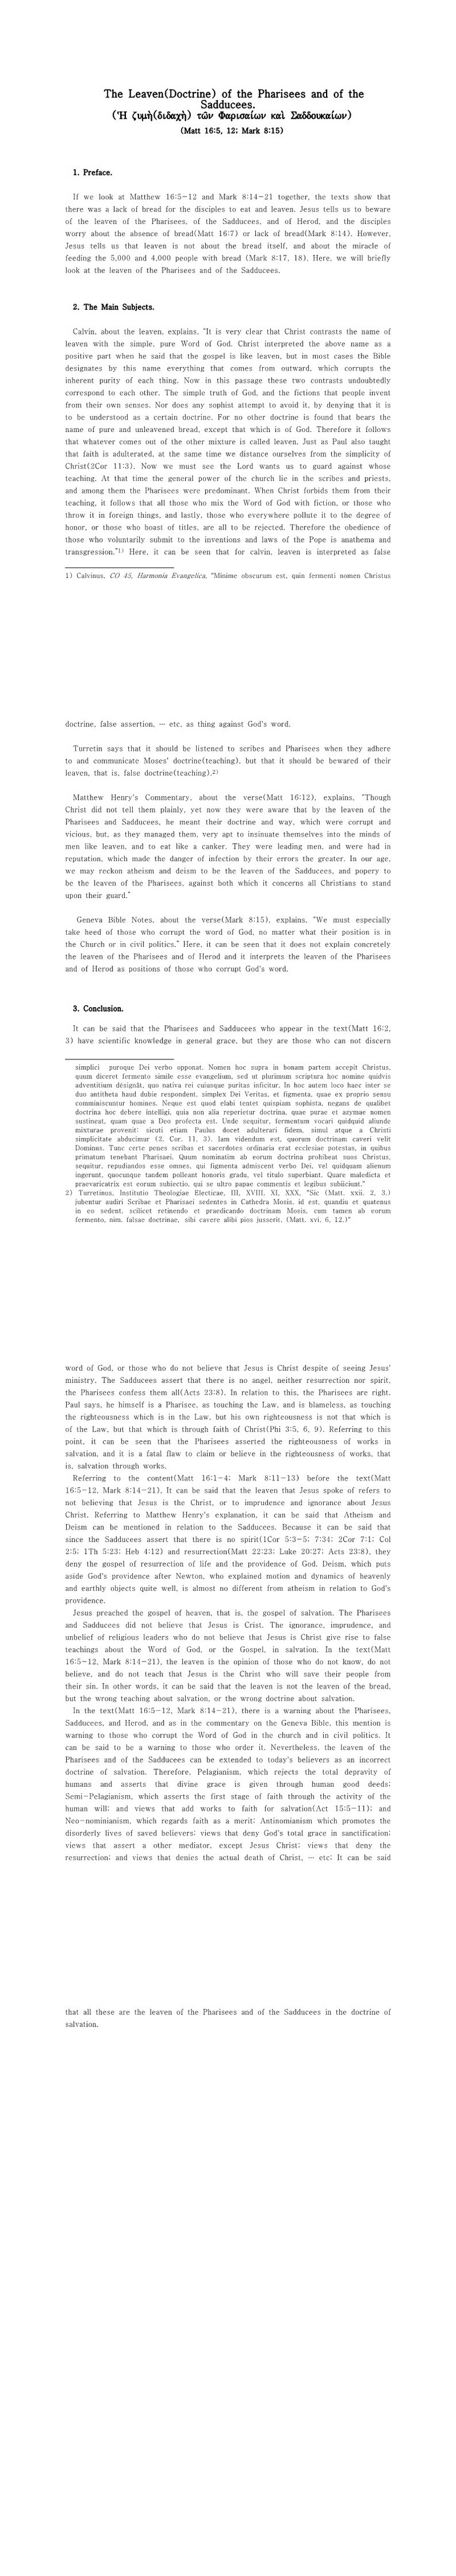 The Leaven(Doctrine) of the Pharisees and of the
Sadducees.
(Ἡ ζυμὴ(διδαχὴ) τῶν Φαρισαίων καὶ Σαδδουκαίων)
(Matt 16:5, 12; Mark 8:15)
1. Preface.
If we look at Matthew 16:5-12 and Mark 8:14-21 together, the texts show that
there was a lack of bread for the disciples to eat and leaven. Jesus tells us to beware
of the leaven of the Pharisees, of the Sadducees, and of Herod, and the disciples
worry about the absence of bread(Matt 16:7) or lack of bread(Mark 8:14). However,
Jesus tells us that leaven is not about the bread itself, and about the miracle of
feeding the 5,000 and 4,000 people with bread (Mark 8:17, 18). Here, we will briefly
look at the leaven of the Pharisees and of the Sadducees.
2. The Main Subjects.
Calvin, about the leaven, explains, "It is very clear that Christ contrasts the name of
leaven with the simple, pure Word of God. Christ interpreted the above name as a
positive part when he said that the gospel is like leaven, but in most cases the Bible
designates by this name everything that comes from outward, which corrupts the
inherent purity of each thing. Now in this passage these two contrasts undoubtedly
correspond to each other. The simple truth of God, and the fictions that people invent
from their own senses. Nor does any sophist attempt to avoid it, by denying that it is
to be understood as a certain doctrine. For no other doctrine is found that bears the
name of pure and unleavened bread, except that which is of God. Therefore it follows
that whatever comes out of the other mixture is called leaven. Just as Paul also taught
that faith is adulterated, at the same time we distance ourselves from the simplicity of
Christ(2Cor 11:3). Now we must see the Lord wants us to guard against whose
teaching. At that time the general power of the church lie in the scribes and priests,
and among them the Pharisees were predominant. When Christ forbids them from their
teaching, it follows that all those who mix the Word of God with fiction, or those who
throw it in foreign things, and lastly, those who everywhere pollute it to the degree of
honor, or those who boast of titles, are all to be rejected. Therefore the obedience of
those who voluntarily submit to the inventions and laws of the Pope is anathema and
transgression."1) Here, it can be seen that for calvin, leaven is interpreted as false
1) Calvinus, CO 45, Harmonia Evangelica, "Minime obscurum est, quin fermenti nomen Christus
doctrine, false assertion, … etc, as thing against God's word.
Turretin says that it should be listened to scribes and Pharisees when they adhere
to and communicate Moses' doctrine(teaching), but that it should be bewared of their
leaven, that is, false doctrine(teaching).2)
Matthew Henry's Commentary, about the verse(Matt 16:12), explains, "Though
Christ did not tell them plainly, yet now they were aware that by the leaven of the
Pharisees and Sadducees, he meant their doctrine and way, which were corrupt and
vicious, but, as they managed them, very apt to insinuate themselves into the minds of
men like leaven, and to eat like a canker. They were leading men, and were had in
reputation, which made the danger of infection by their errors the greater. In our age,
we may reckon atheism and deism to be the leaven of the Sadducees, and popery to
be the leaven of the Pharisees, against both which it concerns all Christians to stand
upon their guard."
Geneva Bible Notes, about the verse(Mark 8:15), explains, "We must especially
take heed of those who corrupt the word of God, no matter what their position is in
the Church or in civil politics." Here, it can be seen that it does not explain concretely
the leaven of the Pharisees and of Herod and it interprets the leaven of the Pharisees
and of Herod as positions of those who corrupt God's word.
3. Conclusion.
It can be said that the Pharisees and Sadducees who appear in the text(Matt 16:2,
3) have scientific knowledge in general grace, but they are those who can not discern
simplici puroque Dei verbo opponat. Nomen hoc supra in bonam partem accepit Christus,
quum diceret fermento simile esse evangelium, sed ut plurimum scriptura hoc nomine quidvis
adventitium designat, quo nativa rei cuiusque puritas inficitur. In hoc autem loco haec inter se
duo antitheta haud dubie respondent, simplex Dei Veritas, et figmenta, quae ex proprio sensu
comminiscuntur homines. Neque est quod elabi tentet quispiam sophista, negans de qualibet
doctrina hoc debere intelligi, quia non alia reperietur doctrina, quae purae et azymae nomen
sustineat, quam quae a Deo profecta est. Unde sequitur, fermentum vocari quidquid aliunde
mixturae provenit: sicuti etiam Paulus docet adulterari fidem, simul atque a Christi
simplicitate abducimur (2. Cor. 11, 3). Iam videndum est, quorum doctrinam caveri velit
Dominus. Tunc certe penes scribas et sacerdotes ordinaria erat ecclesiae potestas, in quibus
primatum tenebant Pharisaei. Quum nominatim ab eorum doctrina prohibeat suos Christus,
sequitur, repudiandos esse omnes, qui figmenta admiscent verbo Dei, vel quidquam alienum
ingerunt, quocunque tandem polleant honoris gradu, vel titulo superbiant. Quare maledicta et
praevaricatrix est eorum subiectio, qui se ultro papae commentis et legibus subiiciunt."
2) Turretinus, Institutio Theologiae Electicae, III, XVIII, XI, XXX, "Sic (Matt. xxii. 2, 3.)
jubentur audiri Scribae et Pharisaei sedentes in Cathedra Mosis, id est, quandiu et quatenus
in eo sedent, scilicet retinendo et praedicando doctrinam Mosis, cum tamen ab eorum
fermento, nim. falsae doctrinae, sibi cavere alibi pios jusserit, (Matt. xvi. 6, 12.)"
word of God, or those who do not believe that Jesus is Christ despite of seeing Jesus'
ministry. The Sadducees assert that there is no angel, neither resurrection nor spirit,
the Pharisees confess them all(Acts 23:8). In relation to this, the Pharisees are right.
Paul says, he himself is a Pharisee, as touching the Law, and is blameless, as touching
the righteousness which is in the Law, but his own righteousness is not that which is
of the Law, but that which is through faith of Christ(Phi 3:5, 6, 9). Referring to this
point, it can be seen that the Pharisees asserted the righteousness of works in
salvation, and it is a fatal flaw to claim or believe in the righteousness of works, that
is, salvation through works.
Referring to the content(Matt 16:1-4; Mark 8:11-13) before the text(Matt
16:5-12, Mark 8:14-21). It can be said that the leaven that Jesus spoke of refers to
not believing that Jesus is the Christ, or to imprudence and ignorance about Jesus
Christ. Referring to Matthew Henry's explanation, it can be said that Atheism and
Deism can be mentioned in relation to the Sadducees. Because it can be said that
since the Sadducees assert that there is no spirit(1Cor 5:3-5; 7:34; 2Cor 7:1; Col
2:5; 1Th 5:23; Heb 4:12) and resurrection(Matt 22:23; Luke 20:27; Acts 23:8), they
deny the gospel of resurrection of life and the providence of God. Deism, which puts
aside God's providence after Newton, who explained motion and dynamics of heavenly
and earthly objects quite well, is almost no different from atheism in relation to God's
providence.
Jesus preached the gospel of heaven, that is, the gospel of salvation. The Pharisees
and Sadducees did not believe that Jesus is Crist. The ignorance, imprudence, and
unbelief of religious leaders who do not believe that Jesus is Christ give rise to false
teachings about the Word of God, or the Gospel, in salvation. In the text(Matt
16:5-12, Mark 8:14-21), the leaven is the opinion of those who do not know, do not
believe, and do not teach that Jesus is the Christ who will save their people from
their sin. In other words, it can be said that the leaven is not the leaven of the bread,
but the wrong teaching about salvation, or the wrong doctrine about salvation.
In the text(Matt 16:5-12, Mark 8:14-21), there is a warning about the Pharisees,
Sadducees, and Herod, and as in the commentary on the Geneva Bible, this mention is
warning to those who corrupt the Word of God in the church and in civil politics. It
can be said to be a warning to those who order it. Nevertheless, the leaven of the
Pharisees and of the Sadducees can be extended to today's believers as an incorrect
doctrine of salvation. Therefore, Pelagianism, which rejects the total depravity of
humans and asserts that divine grace is given through human good deeds;
Semi-Pelagianism, which asserts the first stage of faith through the activity of the
human will; and views that add works to faith for salvation(Act 15:5-11); and
Neo-nominianism, which regards faith as a merit; Antinomianism which promotes the
disorderly lives of saved believers; views that deny God's total grace in sanctification;
views that assert a other mediator, except Jesus Christ; views that deny the
resurrection; and views that denies the actual death of Christ, … etc; It can be said
that all these are the leaven of the Pharisees and of the Sadducees in the doctrine of
salvation.